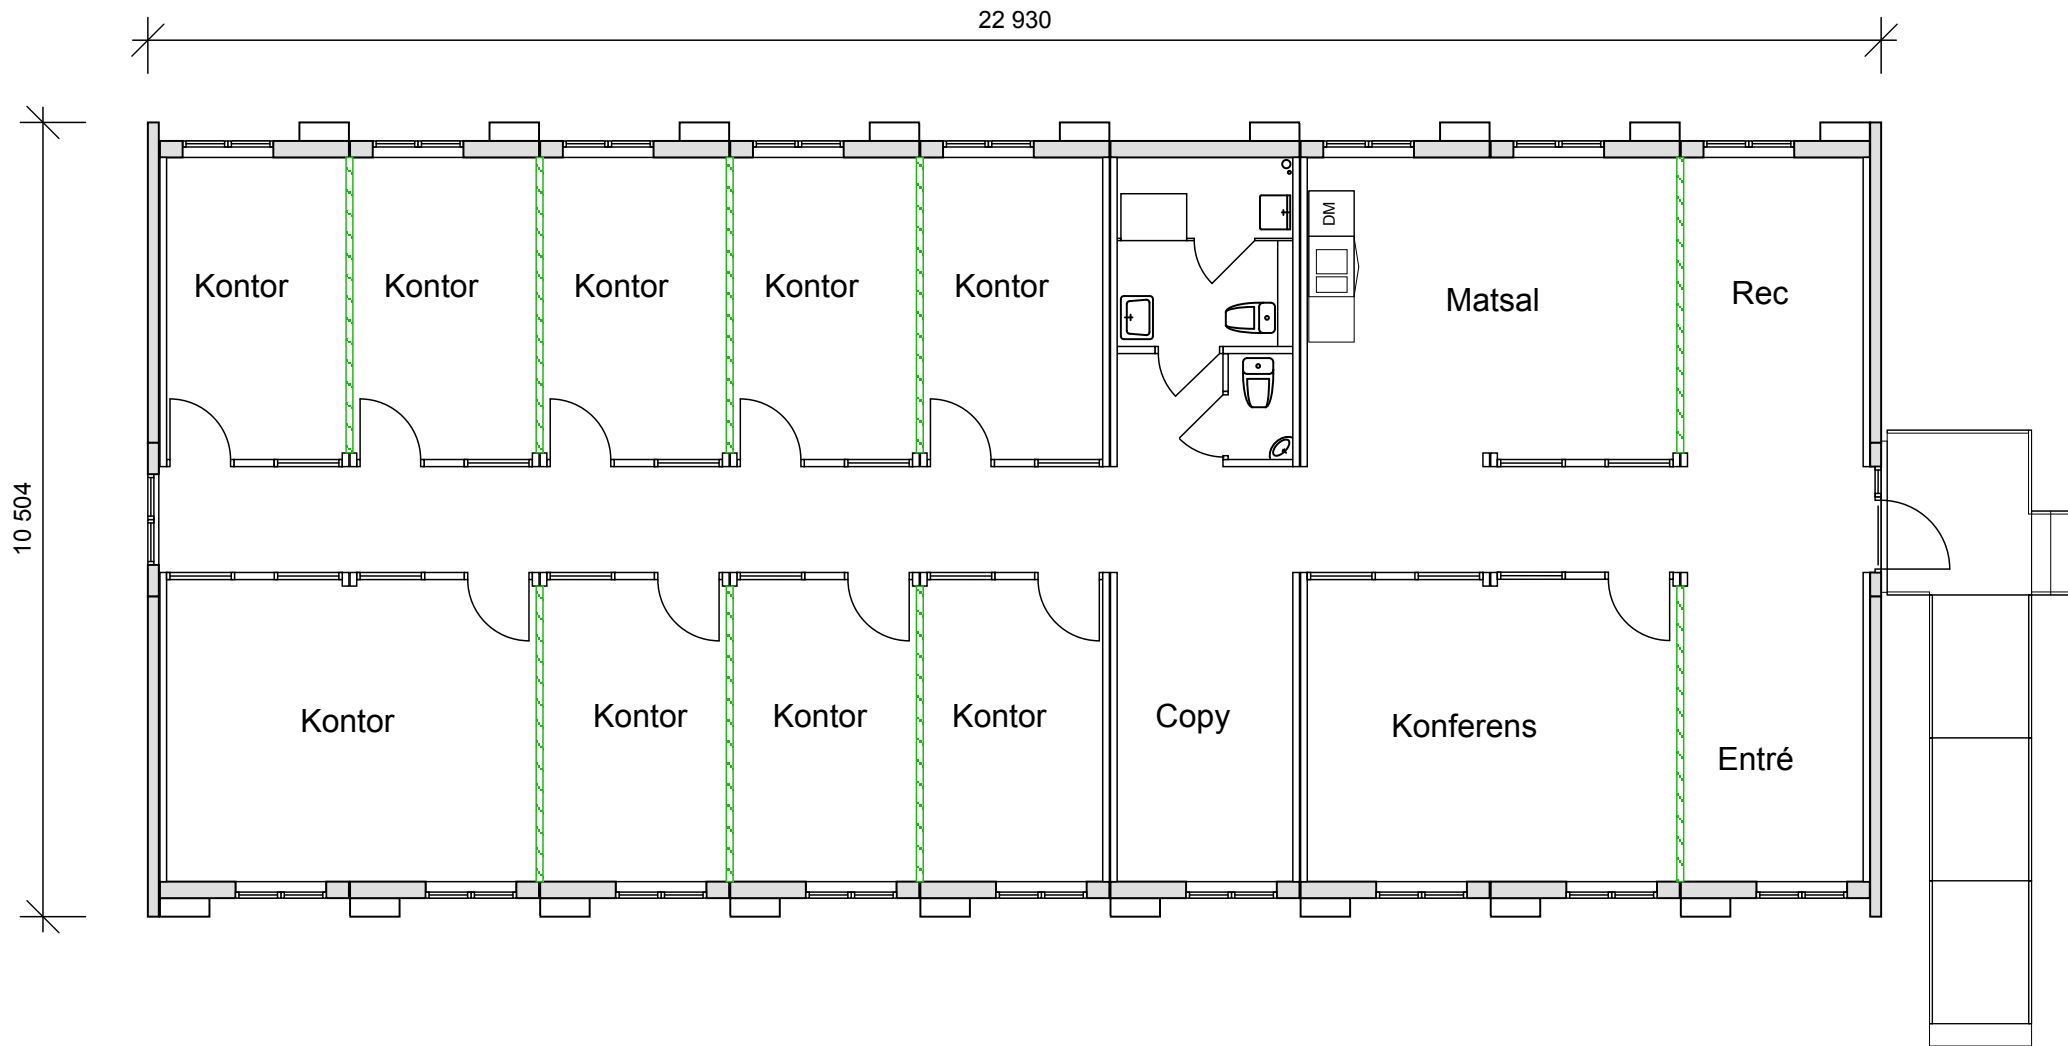 22 930
10 504
Kontor
Kontor
Kontor
Kontor
Kontor
DM
Matsal
Rec
Kontor
Kontor
Kontor
Kontor
Copy
Konferens
Entré